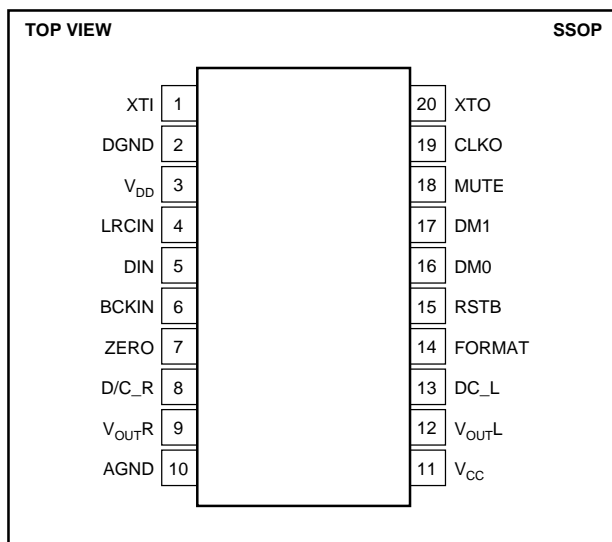 TOP VIEW SSOP
XTI 1 20 XTO
DGND 2 19 CLKO
VDD 3 18 MUTE
LRCIN 4 17 DM1
DIN 5 16 DM0
BCKIN 6 15 RSTB
ZERO 7 14 FORMAT
D/C_R 8 13 DC_L
VOUTR 9 12 VOUTL
AGND 10 11 VCC